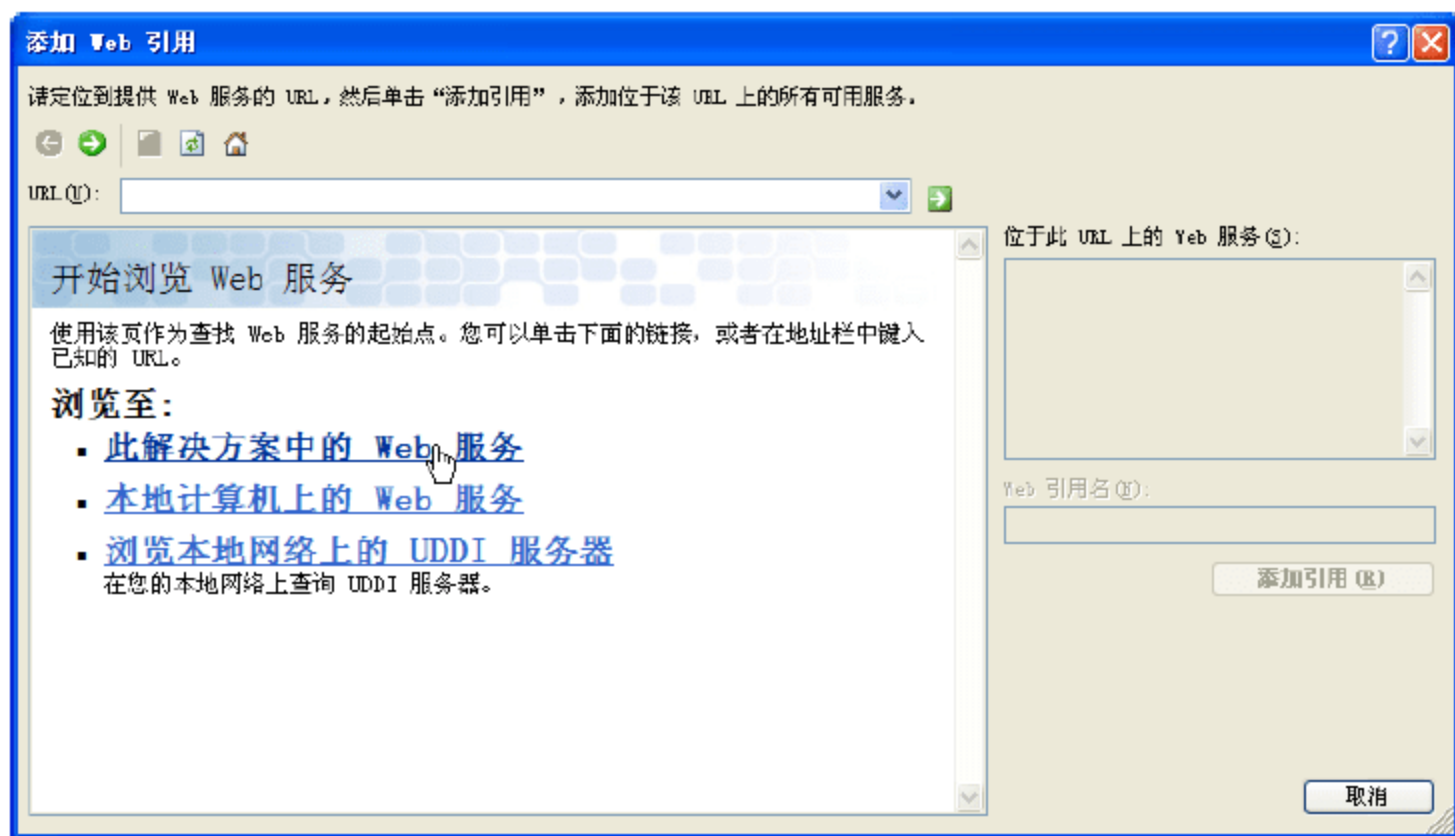 添加 Web 引用
请定位到提供 Web 服务的 URL，然后单击“添加引用”，添加位于该 URL 上的所有可用服务。
URL(U):
开始浏览 Web 服务
使用该页作为查找 Web 服务的起始点。您可以单击下面的链接，或者在地址栏中键入
已知的 URL。
浏览至:
此解决方案中的 Web 服务
本地计算机上的 Web 服务
浏览本地网络上的 UDDI 服务器
在您的本地网络上查询 UDDI 服务器。
位于此 URL 上的 Web 服务(S):
Web 引用名(N):
添加引用(R)
取消